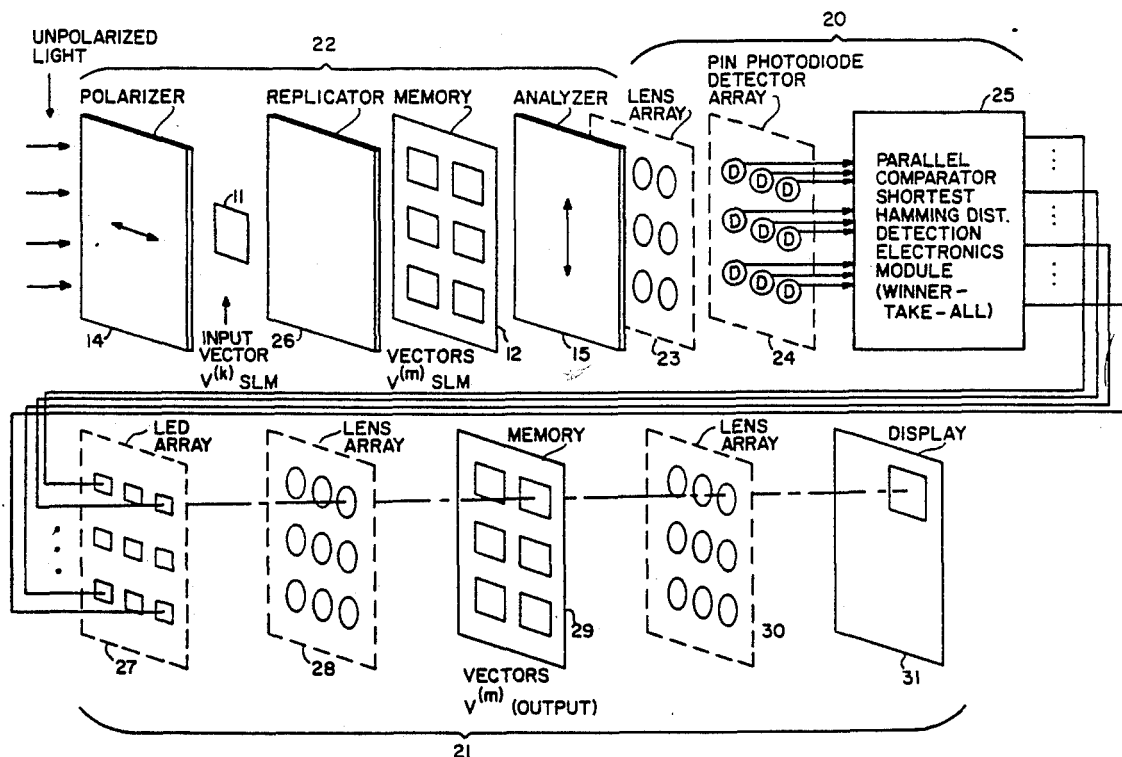 20
UNPOLARIZED
LIGHT
22
PIN PHOTODIODE
DETECTOR
ARRAY
25
POLARIZER
REPLICATOR
MEMORY
ANALYZER
LENS
ARRAY
11
D
D
D
D
D
D
D
D
D
PARALLEL
COMPARATOR
SHORTEST
HAMMING DIST.
DETECTION
ELECTRONICS
MODULE
(WINNER-
TAKE-ALL)
14
INPUT
VECTOR
V(k) SLM
26
VECTORS
V(m) SLM
12
15
23
24
LED
ARRAY
LENS
ARRAY
MEMORY
LENS
ARRAY
DISPLAY
27
28
29
30
31
VECTORS
V(m) (OUTPUT)
21